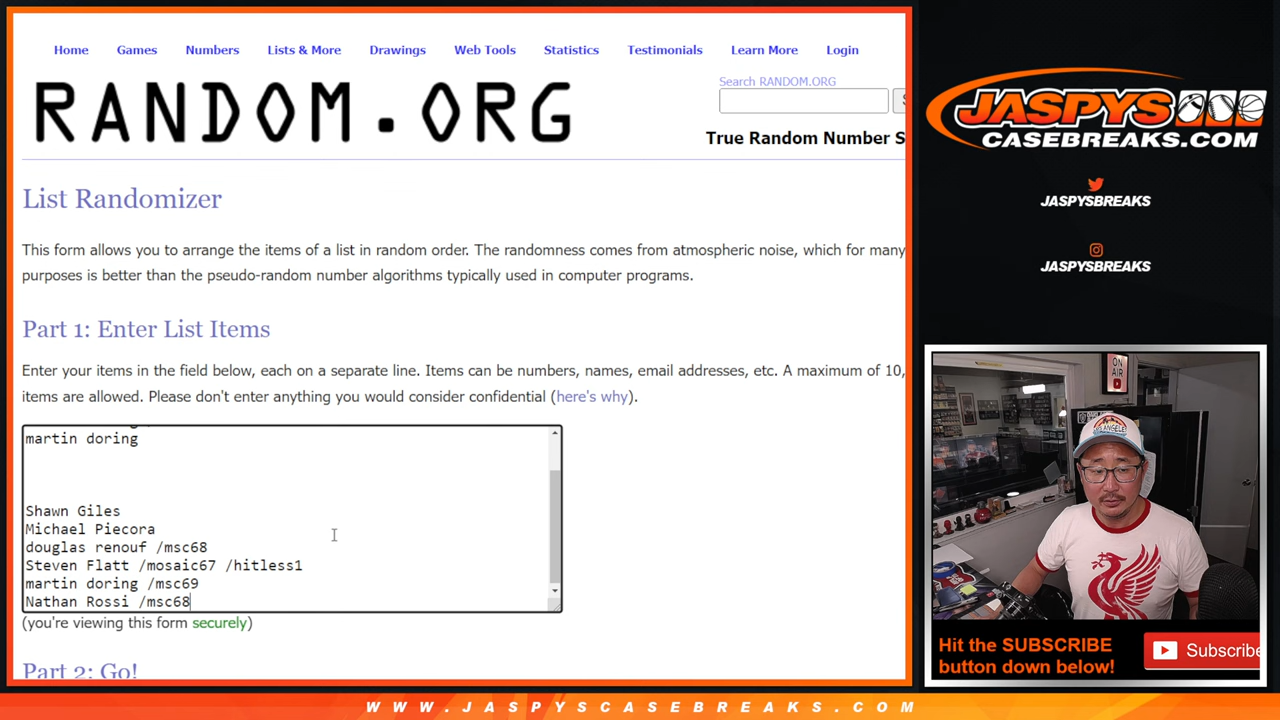 Home Games Numbers Lists & More Drawings Web Tools Statistics Testimonials Learn More Login
RANDOM.ORG
Search RANDOM.ORG
True Random Number S
List Randomizer
This form allows you to arrange the items of a list in random order. The randomness comes from atmospheric noise, which for many
purposes is better than the pseudo-random number algorithms typically used in computer programs.
Part 1: Enter List Items
Enter your items in the field below, each on a separate line. Items can be numbers, names, email addresses, etc. A maximum of 10,
items are allowed. Please don't enter anything you would consider confidential (here's why).
martin doring
Shawn Giles
Michael Piecora
douglas renouf /msc68
Steven Flatt /mosaic67 /hitless1
martin doring /msc69
Nathan Rossi /msc68
(you're viewing this form securely)
Part 2: Go!
JASPYS
CASEBREAKS.COM
JASPYSBREAKS
JASPYSBREAKS
ON
AIR
LOS ANGELES
Hit the SUBSCRIBE
button down below!
Subscribe
WWW.JASPYSCASEBREAKS.COM